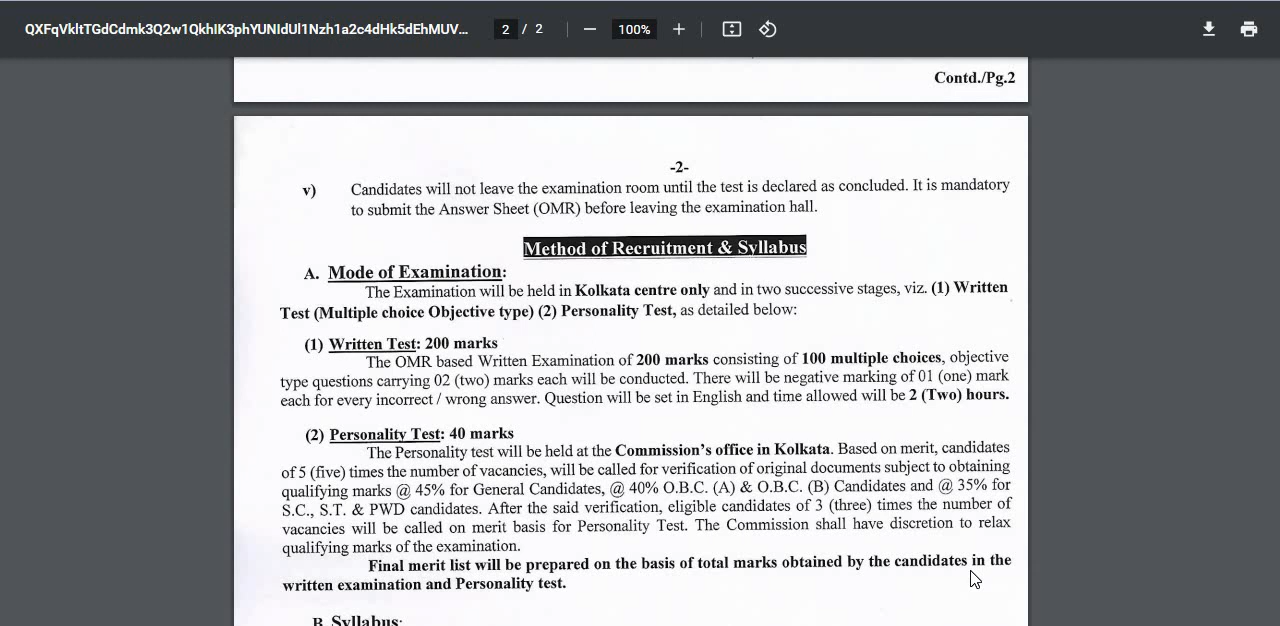 QXFqVkltTGdCdmk3Q2w1QkhIK3phYUNIdUl1Nzh1a2c4dHk5dEhMUV...
2 / 2
100%
Contd./Pg.2
-2-
v) Candidates will not leave the examination room until the test is declared as concluded. It is mandatory
to submit the Answer Sheet (OMR) before leaving the examination hall.
Method of Recruitment & Syllabus
A. Mode of Examination:
The Examination will be held in Kolkata centre only and in two successive stages, viz. (1) Written
Test (Multiple choice Objective type) (2) Personality Test, as detailed below:
(1) Written Test: 200 marks
The OMR based Written Examination of 200 marks consisting of 100 multiple choices, objective
type questions carrying 02 (two) marks each will be conducted. There will be negative marking of 01 (one) mark
each for every incorrect / wrong answer. Question will be set in English and time allowed will be 2 (Two) hours.
(2) Personality Test: 40 marks
The Personality test will be held at the Commission's office in Kolkata. Based on merit, candidates
of 5 (five) times the number of vacancies, will be called for verification of original documents subject to obtaining
qualifying marks @ 45% for General Candidates, @ 40% O.B.C. (A) & O.B.C. (B) Candidates and @ 35% for
S.C., S.T. & PWD candidates. After the said verification, eligible candidates of 3 (three) times the number of
vacancies will be called on merit basis for Personality Test. The Commission shall have discretion to relax
qualifying marks of the examination.
Final merit list will be prepared on the basis of total marks obtained by the candidates in the
written examination and Personality test.
B. Syllabus: